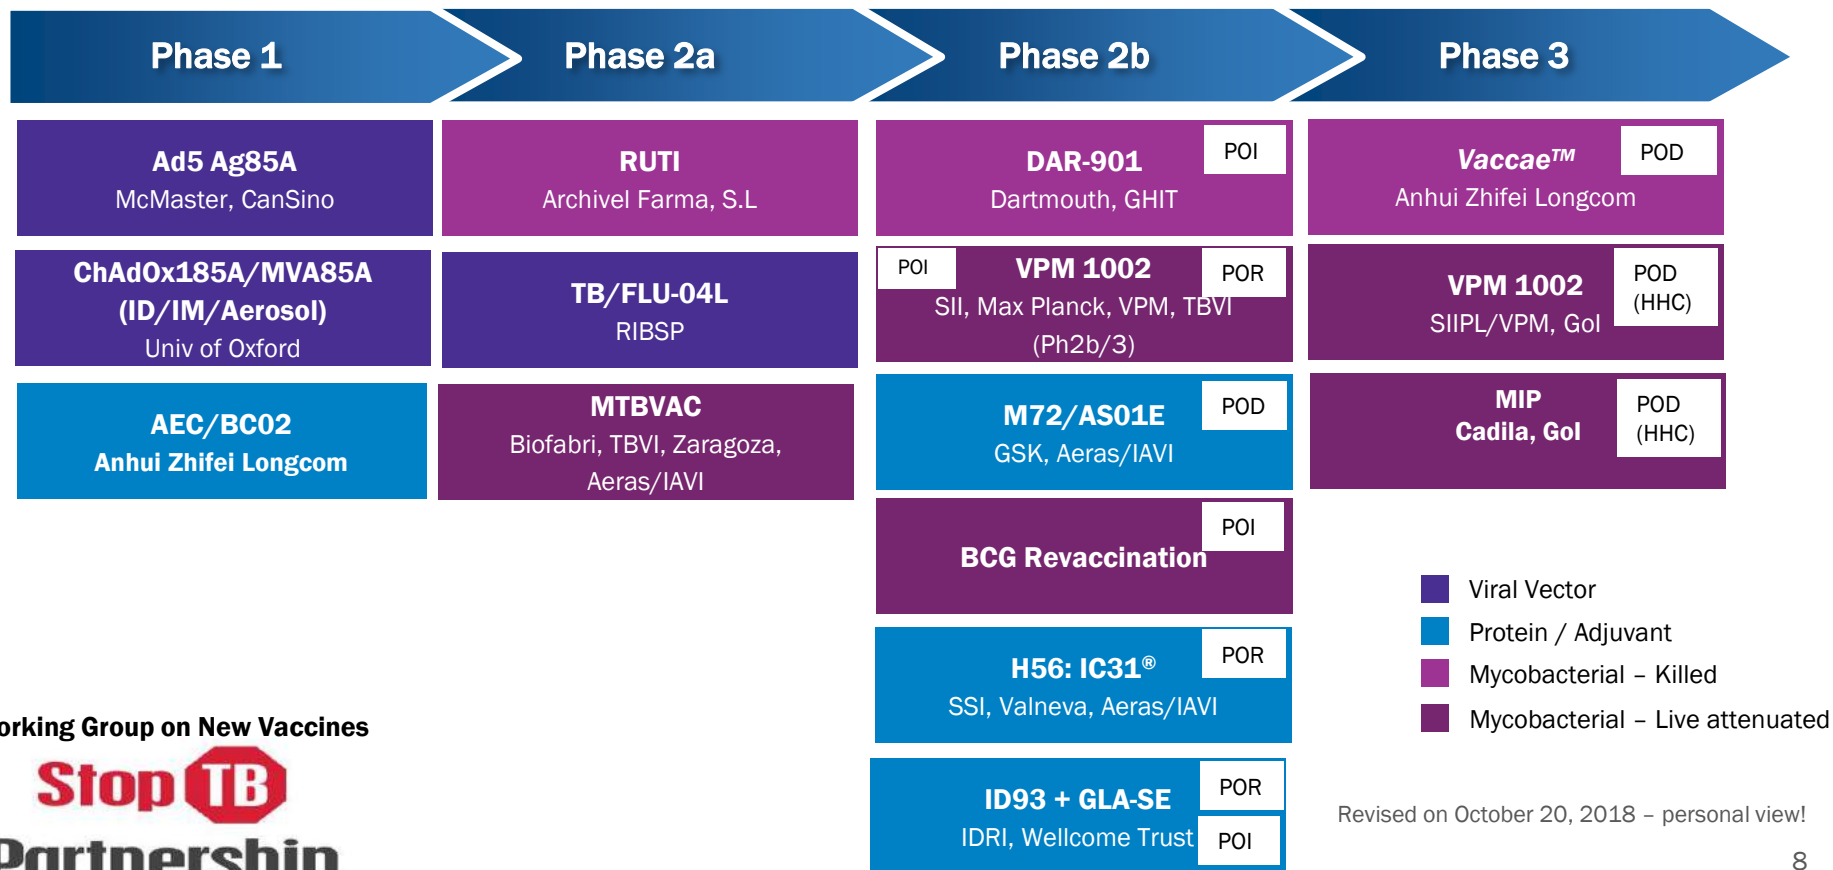 Phase 1
Phase 2a
Phase 2b
Phase 3
Ad5 Ag85A
McMaster, CanSino
ChAdOx185A/MVA85A
(ID/IM/Aerosol)
Univ of Oxford
AEC/BC02
Anhui Zhifei Longcom
RUTI
Archivel Farma, S.L
TB/FLU-04L
RIBSP
MTBVAC
Biofabri, TBVI, Zaragoza,
Aeras/IAVI
DAR-901
POI
Dartmouth, GHIT
POI
VPM 1002
POR
SII, Max Planck, VPM, TBVI
(Ph2b/3)
M72/AS01E
POD
GSK, Aeras/IAVI
POI
BCG Revaccination
H56: IC31®
POR
SSI, Valneva, Aeras/IAVI
ID93 + GLA-SE
POR
IDRI, Wellcome Trust
POI
Vaccae™
POD
Anhui Zhifei Longcom
VPM 1002
POD
(HHC)
SIIPL/VPM, GoI
MIP
POD
(HHC)
Cadila, GoI
Viral Vector
Protein / Adjuvant
Mycobacterial – Killed
Mycobacterial – Live attenuated
orking Group on New Vaccines
Stop TB
Partnership
Revised on October 20, 2018 – personal view!
8